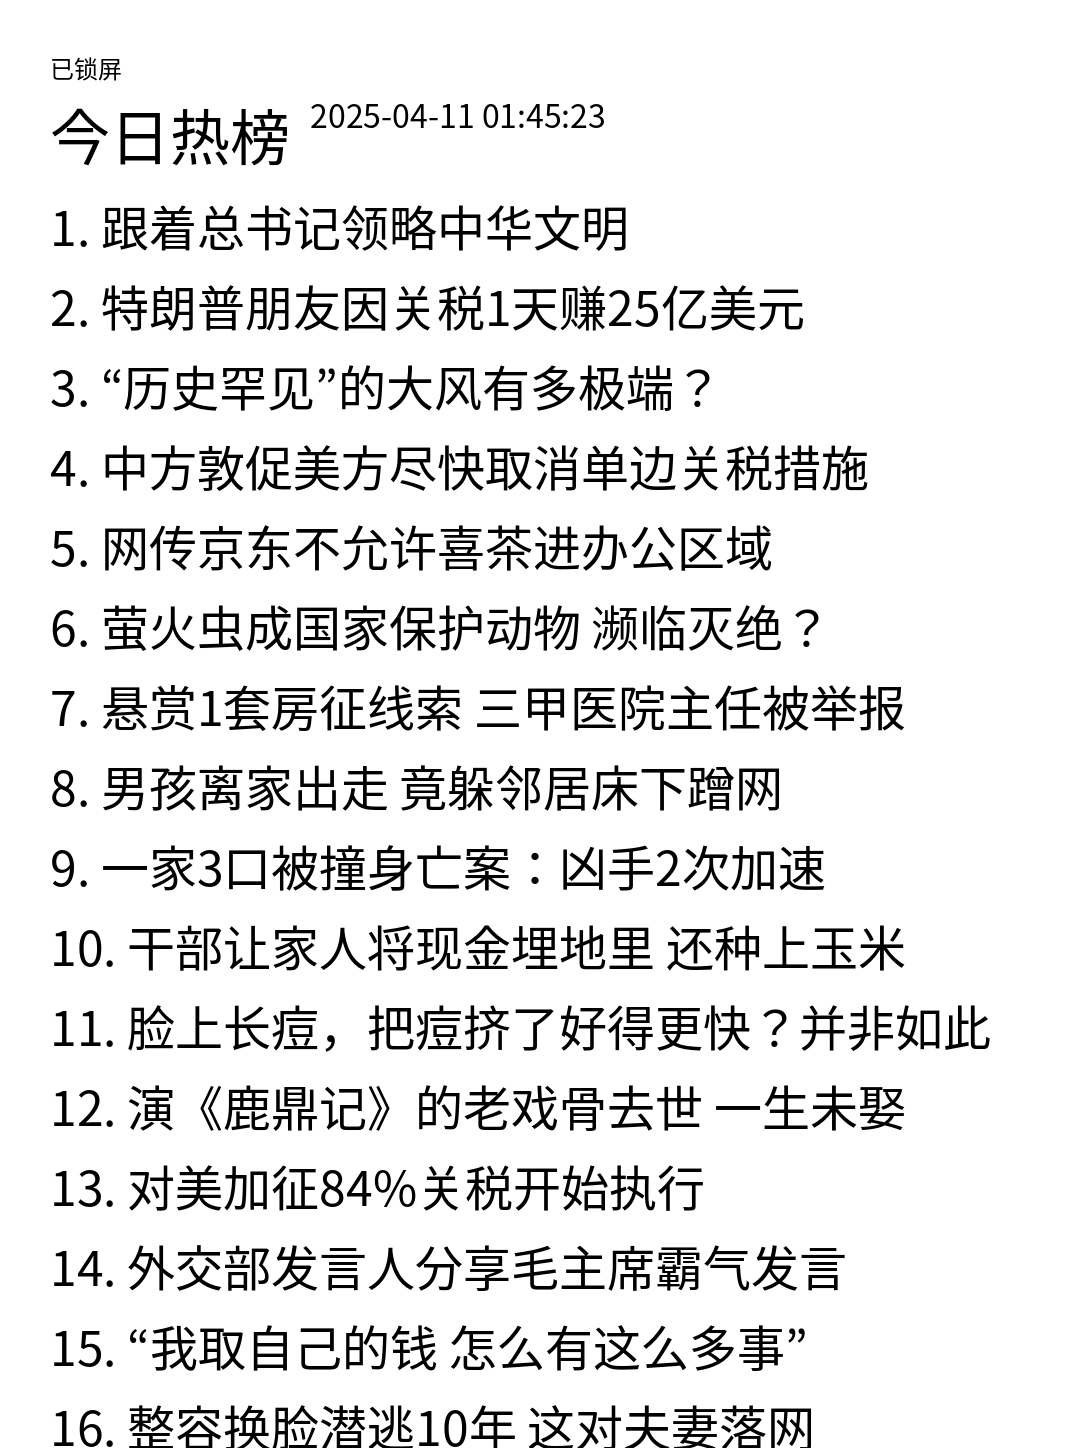 已锁屏
今日热榜 2025-04-11 01:45:23
1. 跟着总书记领略中华文明
2. 特朗普朋友因关税1天赚25亿美元
3. “历史罕见”的大风有多极端？
4. 中方敦促美方尽快取消单边关税措施
5. 网传京东不允许喜茶进办公区域
6. 萤火虫成国家保护动物 濒临灭绝？
7. 悬赏1套房征线索 三甲医院主任被举报
8. 男孩离家出走 竟躲邻居床下蹭网
9. 一家3口被撞身亡案：凶手2次加速
10. 干部让家人将现金埋地里 还种上玉米
11. 脸上长痘，把痘挤了好得更快？并非如此
12. 演《鹿鼎记》的老戏骨去世 一生未娶
13. 对美加征84%关税开始执行
14. 外交部发言人分享毛主席霸气发言
15. “我取自己的钱 怎么有这么多事”
16. 整容换脸潜逃10年 这对夫妻落网